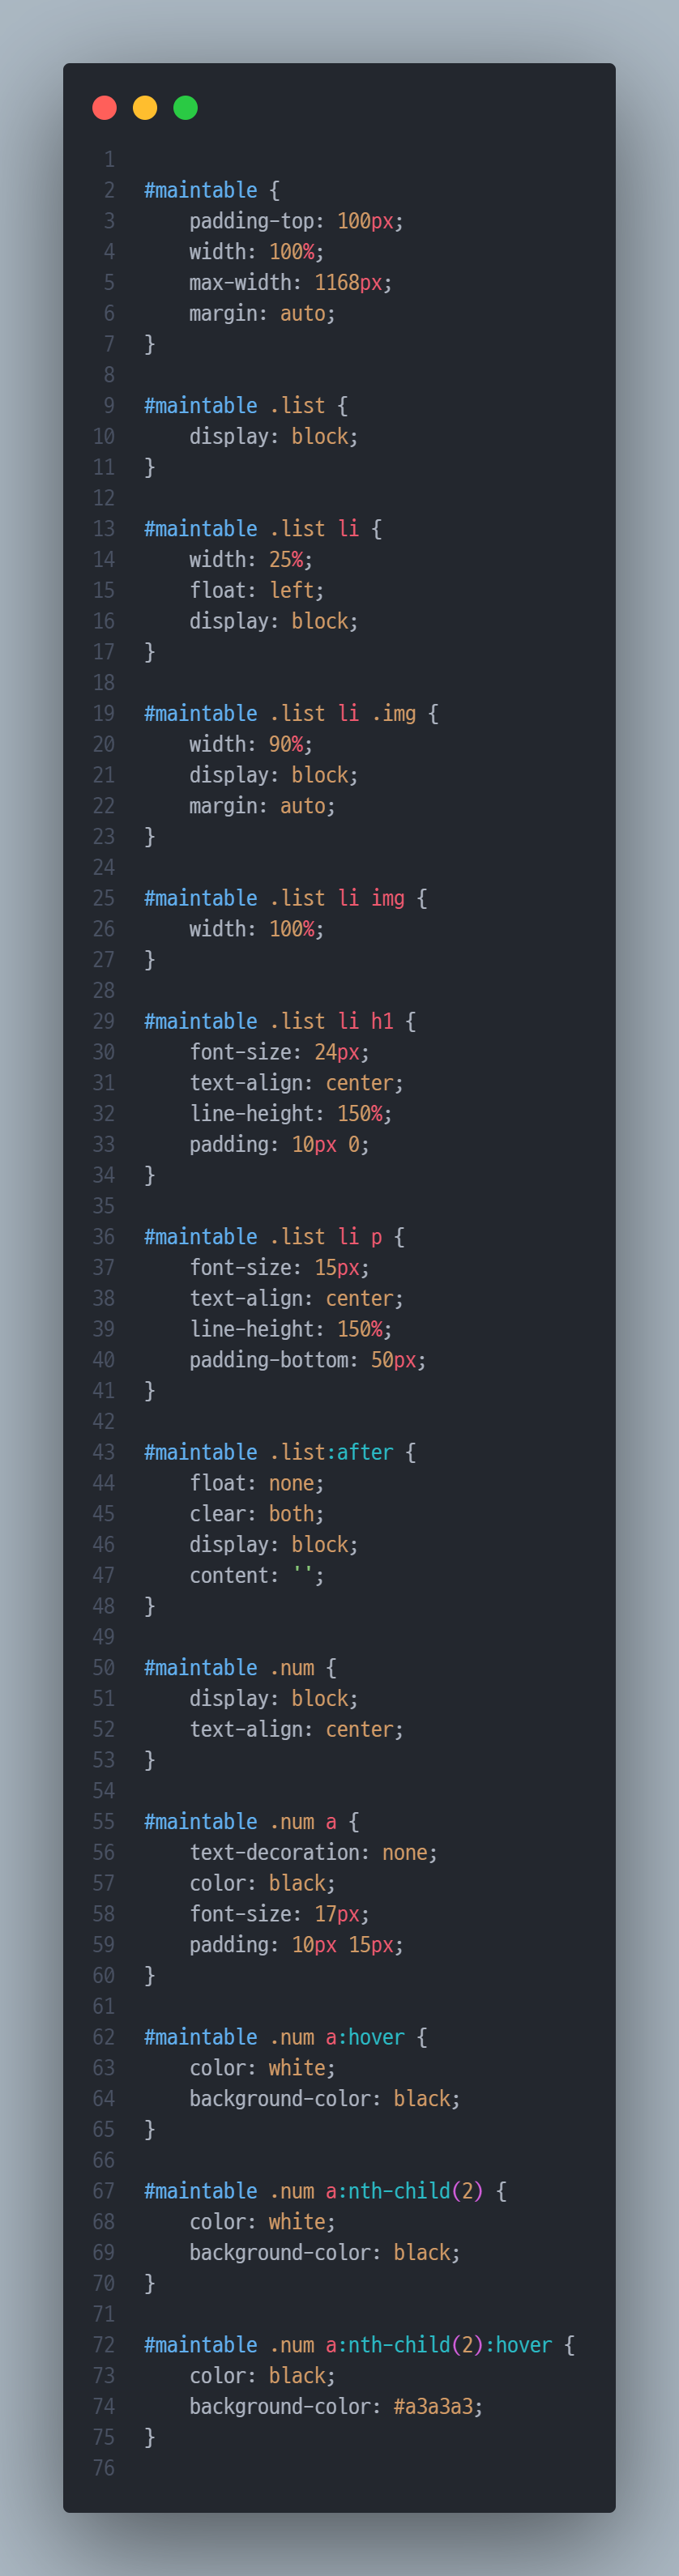 1
2 #maintable {
3     padding-top: 100px;
4     width: 100%;
5     max-width: 1168px;
6     margin: auto;
7 }
8
9 #maintable .list {
10     display: block;
11 }
12
13 #maintable .list li {
14     width: 25%;
15     float: left;
16     display: block;
17 }
18
19 #maintable .list li .img {
20     width: 90%;
21     display: block;
22     margin: auto;
23 }
24
25 #maintable .list li img {
26     width: 100%;
27 }
28
29 #maintable .list li h1 {
30     font-size: 24px;
31     text-align: center;
32     line-height: 150%;
33     padding: 10px 0;
34 }
35
36 #maintable .list li p {
37     font-size: 15px;
38     text-align: center;
39     line-height: 150%;
40     padding-bottom: 50px;
41 }
42
43 #maintable .list:after {
44     float: none;
45     clear: both;
46     display: block;
47     content: '';
48 }
49
50 #maintable .num {
51     display: block;
52     text-align: center;
53 }
54
55 #maintable .num a {
56     text-decoration: none;
57     color: black;
58     font-size: 17px;
59     padding: 10px 15px;
60 }
61
62 #maintable .num a:hover {
63     color: white;
64     background-color: black;
65 }
66
67 #maintable .num a:nth-child(2) {
68     color: white;
69     background-color: black;
70 }
71
72 #maintable .num a:nth-child(2):hover {
73     color: black;
74     background-color: #a3a3a3;
75 }
76